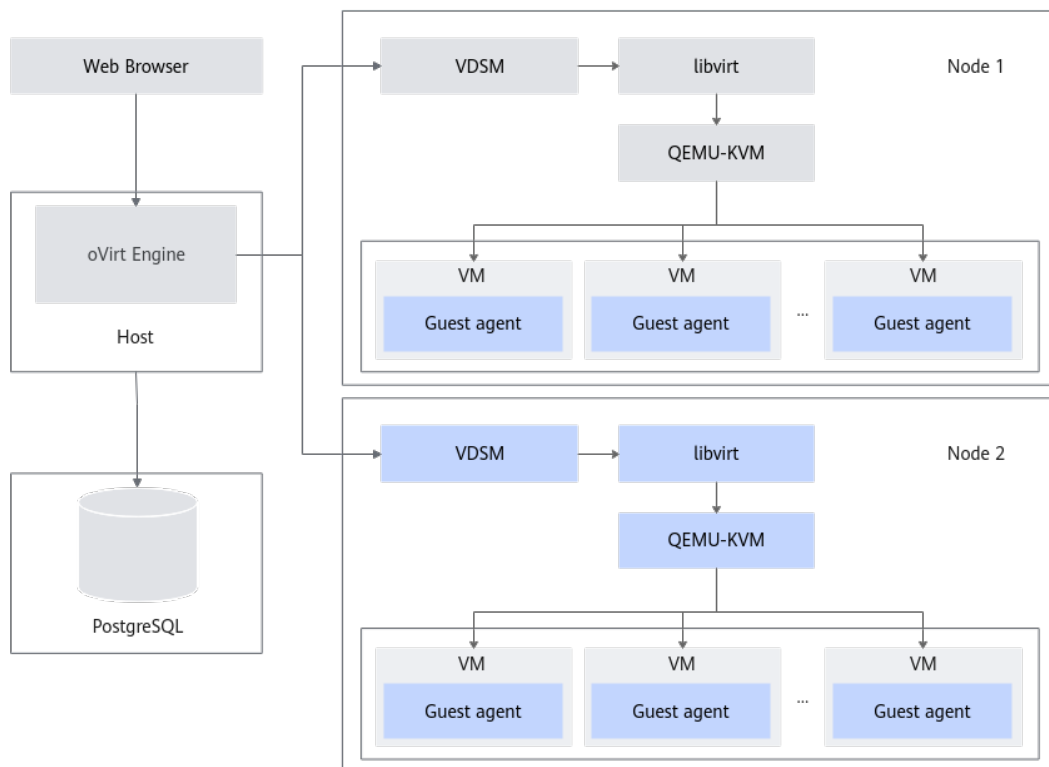 Web Browser
oVirt Engine
Host
PostgreSQL
VDSM
libvirt
Node 1
QEMU-KVM
VM
VM
VM
Guest agent
Guest agent
...
Guest agent
VDSM
libvirt
Node 2
QEMU-KVM
VM
VM
VM
Guest agent
Guest agent
...
Guest agent